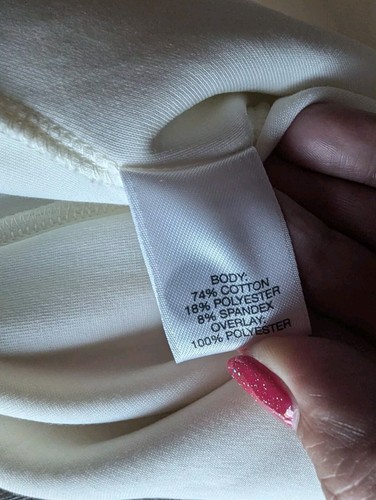 BODY:
74% COTTON
18% POLYESTER
8% SPANDEX
OVERLAY:
100% POLYESTER